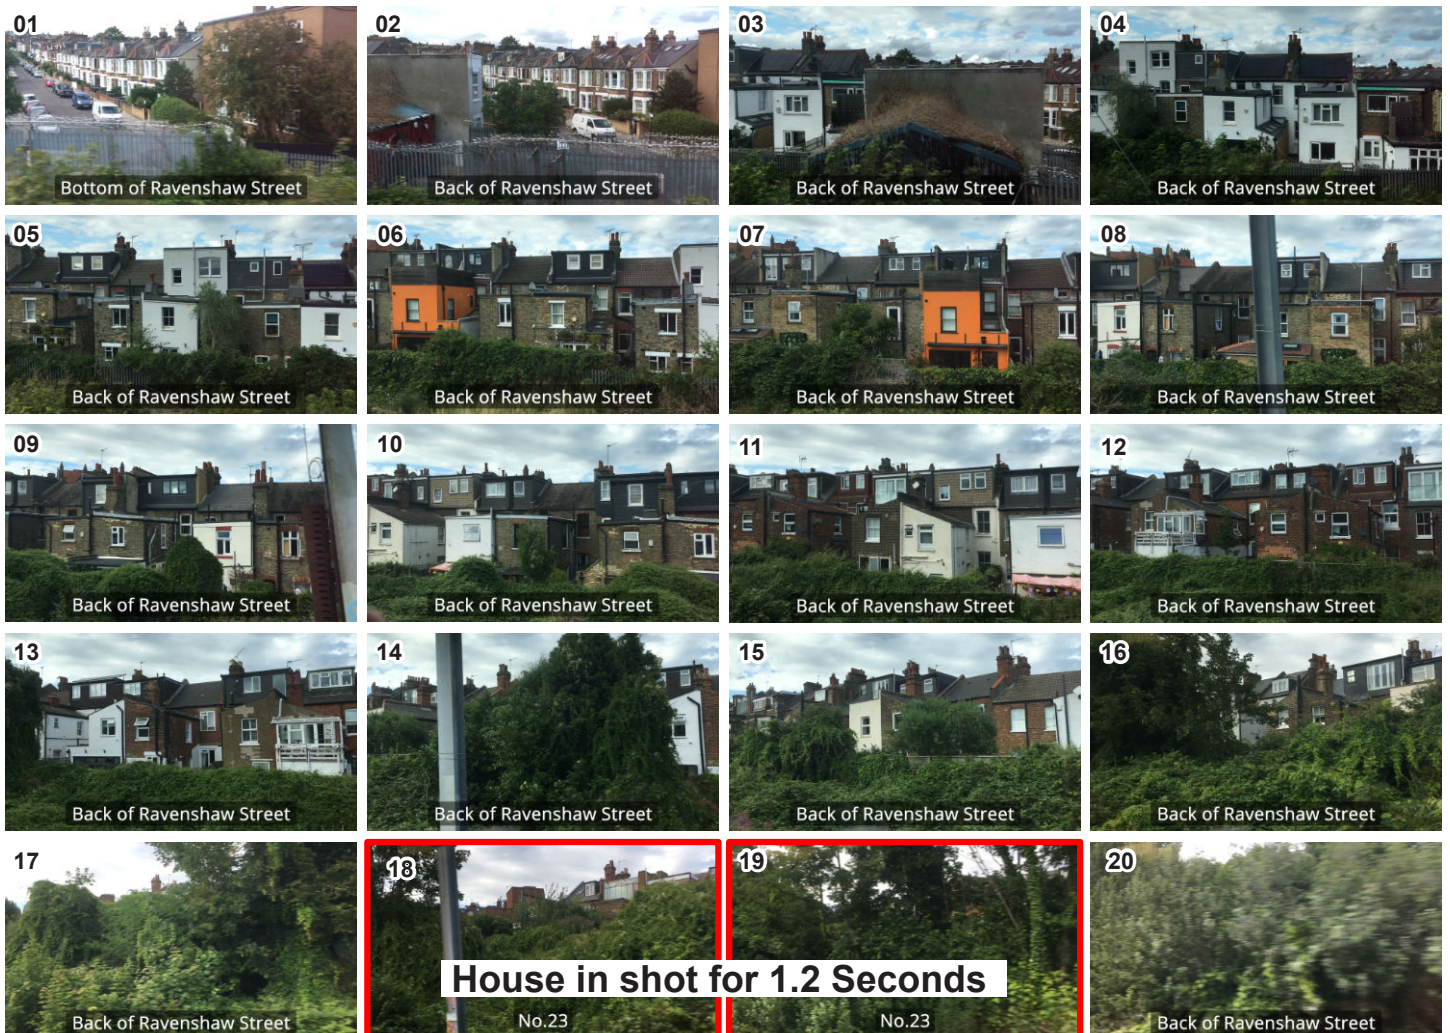 01
Bottom of Ravenshaw Street
02
Back of Ravenshaw Street
03
Back of Ravenshaw Street
04
Back of Ravenshaw Street
05
Back of Ravenshaw Street
06
Back of Ravenshaw Street
07
Back of Ravenshaw Street
08
Back of Ravenshaw Street
09
Back of Ravenshaw Street
10
Back of Ravenshaw Street
11
Back of Ravenshaw Street
12
Back of Ravenshaw Street
13
Back of Ravenshaw Street
14
Back of Ravenshaw Street
15
Back of Ravenshaw Street
16
Back of Ravenshaw Street
17
Back of Ravenshaw Street
18
No.23
19
No.23
House in shot for 1.2 Seconds
20
Back of Ravenshaw Street